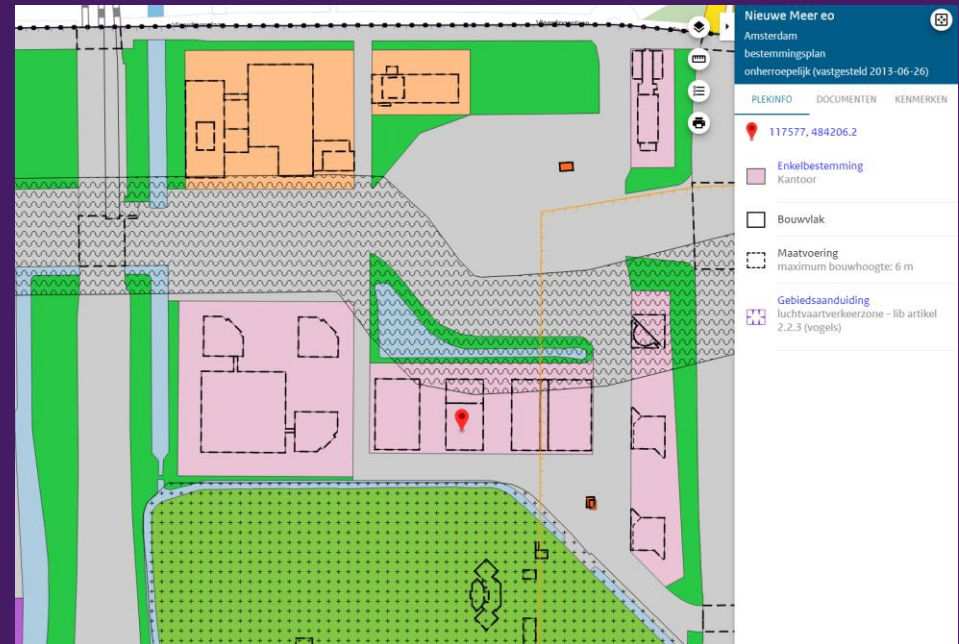 Nieuwe Meer eo
Amsterdam
bestemmingsplan
onherroepelijk (vastgesteld 2013-06-26)
PLEKINFO DOCUMENTEN KENMERKEN
117577, 484206.2
Enkelbestemming
Kantoor
Bouwvlak
Maatvoering
maximum bouwhoogte: 6 m
Gebiedsaanduiding
luchtvaartverkeerzone - lib artikel
2.2.3 (vogels)